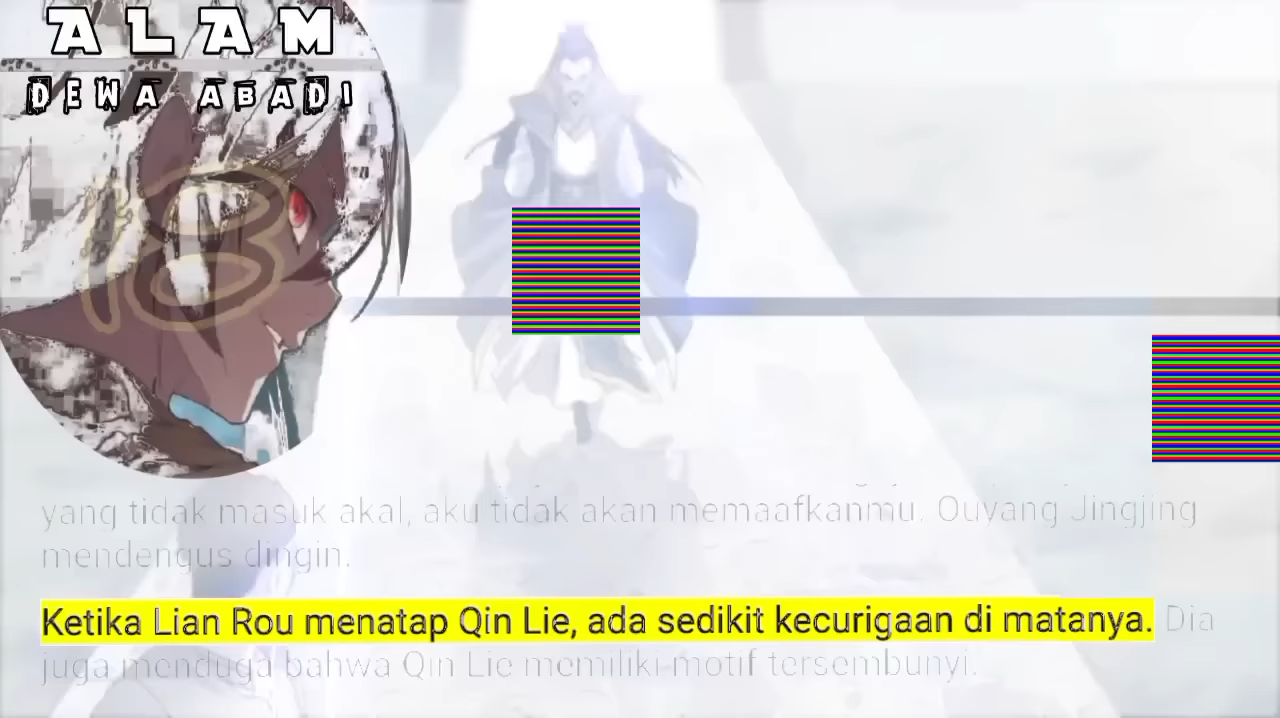 ALAM
DEWA ABADI
18
yang tidak masuk akal, aku tidak akan memaafkanmu. Ouyang Jingjing
mendengus dingin.
Ketika Lian Rou menatap Qin Lie, ada sedikit kecurigaan di matanya. Dia
juga menduga bahwa Qin Lie memiliki motif tersembunyi.